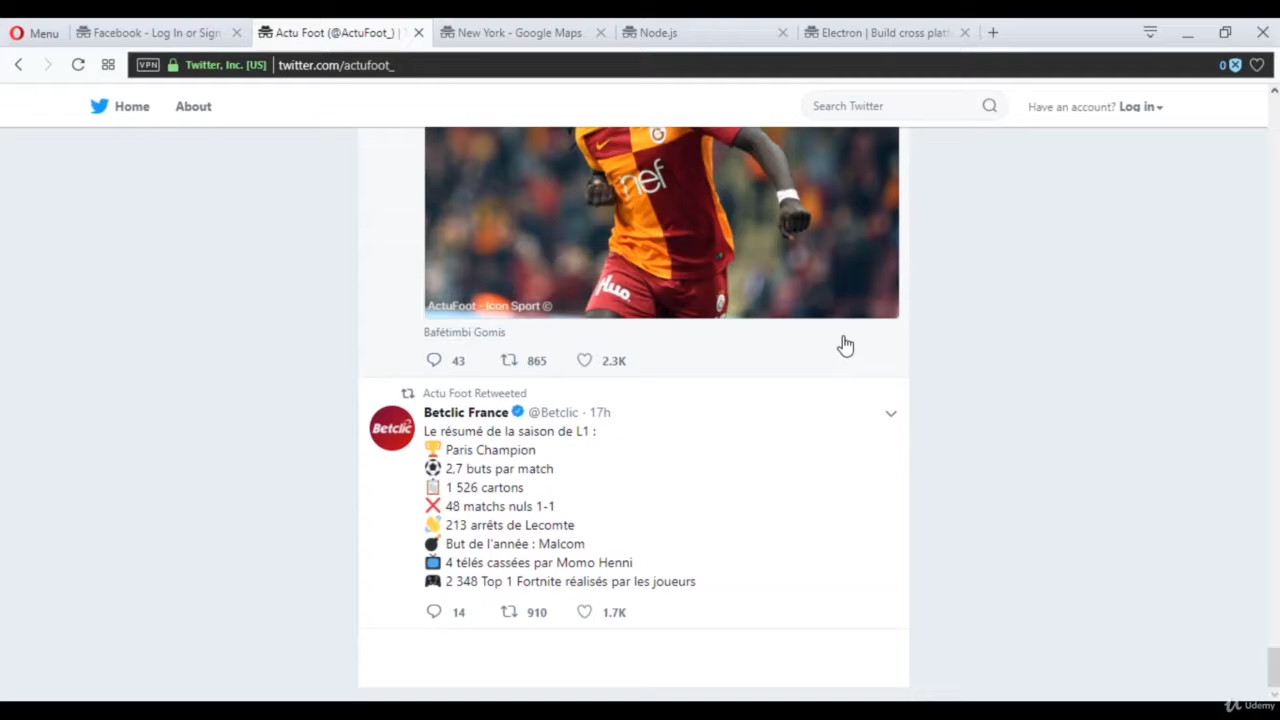 Menu
Facebook - Log In or Sign
Actu Foot (@ActuFoot_) | T
New York - Google Maps
Node.js
Electron | Build cross platf
VPN
Twitter, Inc. [US]
twitter.com/actufoot_
0
Home
About
Search Twitter
Have an account? Log in
nef
Huo.
ActuFoot - Icon Sport ©
Bafétimbi Gomis
43
865
2.3K
Actu Foot Retweeted
Betclic
Betclic France @Betclic · 17h
Le résumé de la saison de L1 :
🏆 Paris Champion
⚽ 2,7 buts par match
📋 1 526 cartons
❌ 48 matchs nuls 1-1
👏 213 arrêts de Lecomte
💣 But de l'année : Malcom
📺 4 télés cassées par Momo Henni
🎮 2 348 Top 1 Fortnite réalisés par les joueurs
14
910
1.7K
Udemy